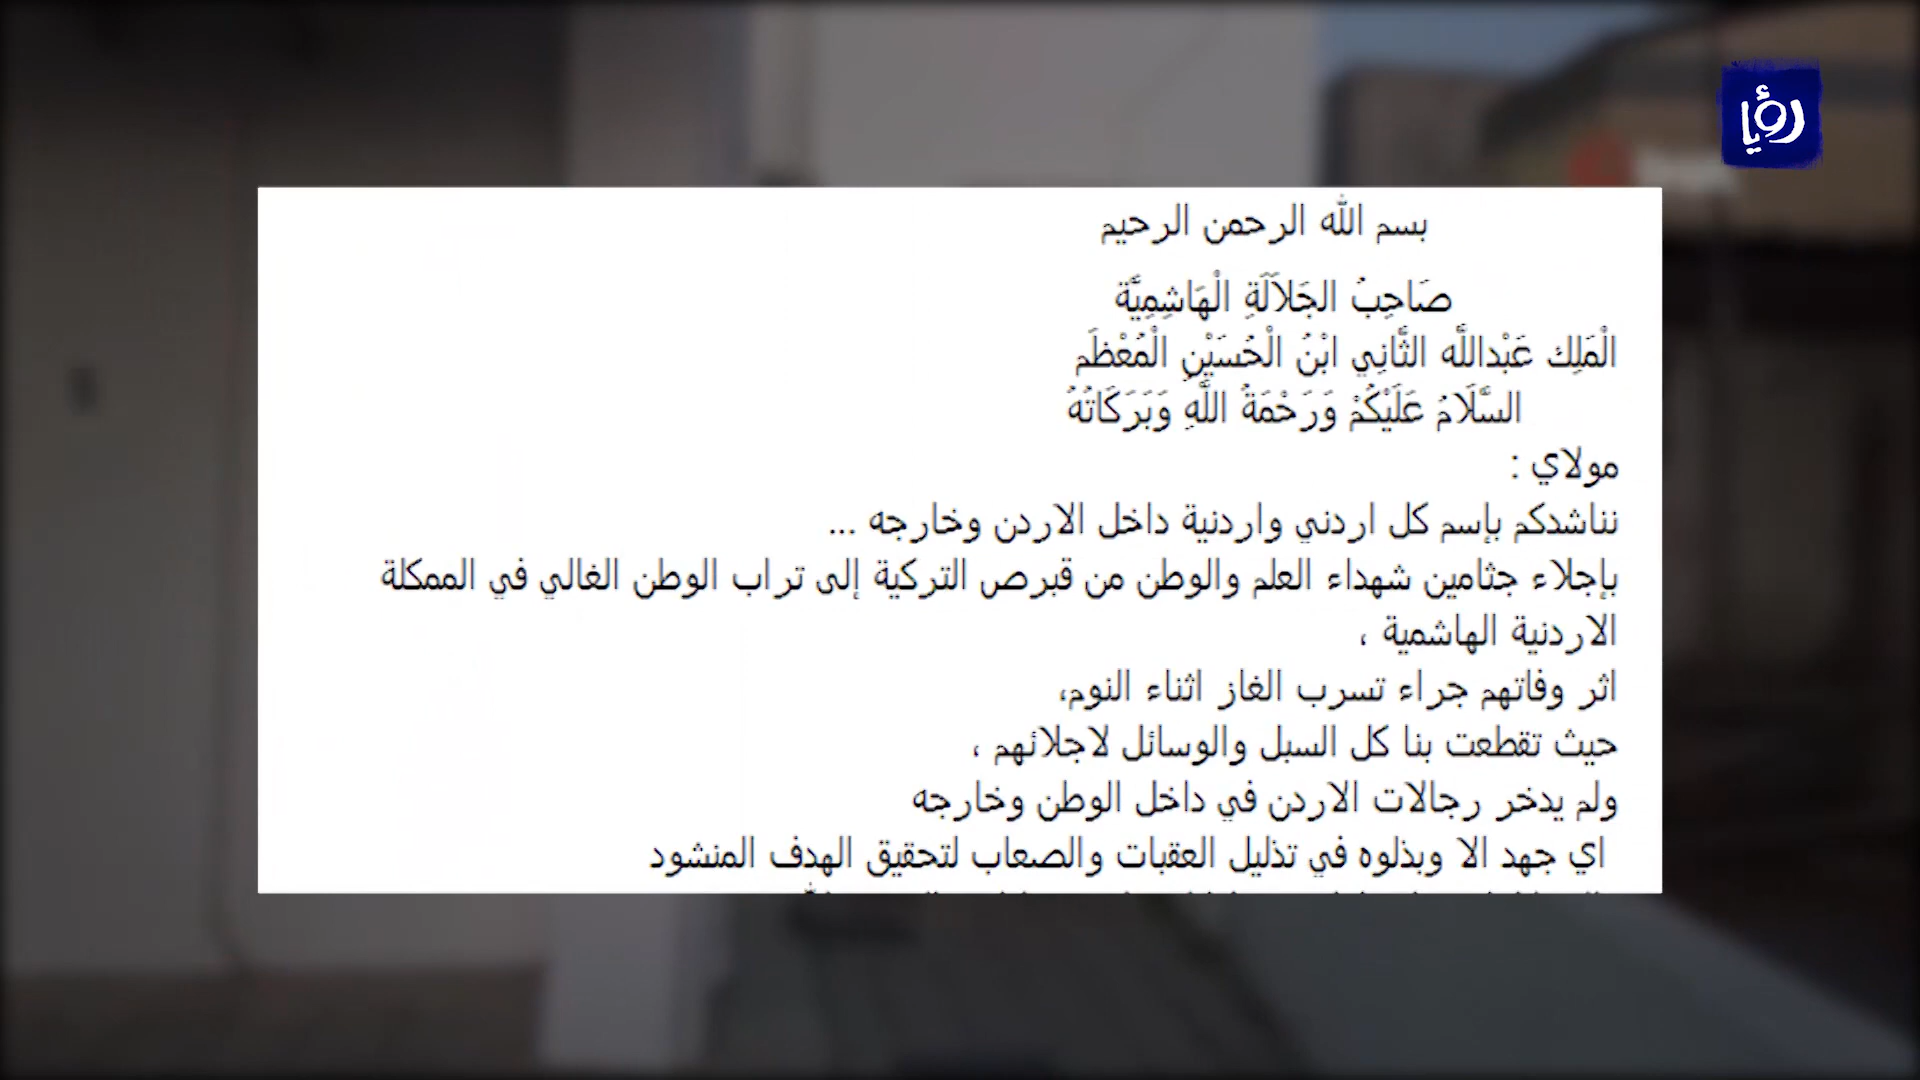 رؤيا
بسم الله الرحمن الرحيم
صَاحِبُ الجَلاَلَةِ الْهَاشِمِيَّة
الْمَلِك عَبْداللَّه الثَّانِي ابْنُ الْحُسَيْنِ الْمُعْظَم
السَّلَامُ عَلَيْكُمْ وَرَحْمَةُ اللَّهِ وَبَرَكَاتُهُ
مولاي :
نناشدكم بإسم كل اردني واردنية داخل الاردن وخارجه ...
بإجلاء جثامين شهداء العلم والوطن من قبرص التركية إلى تراب الوطن الغالي في الممكلة
الاردنية الهاشمية ،
اثر وفاتهم جراء تسرب الغاز اثناء النوم،
حيث تقطعت بنا كل السبل والوسائل لاجلائهم ،
ولم يدخر رجالات الاردن في داخل الوطن وخارجه
اي جهد الا وبذلوه في تذليل العقبات والصعاب لتحقيق الهدف المنشود